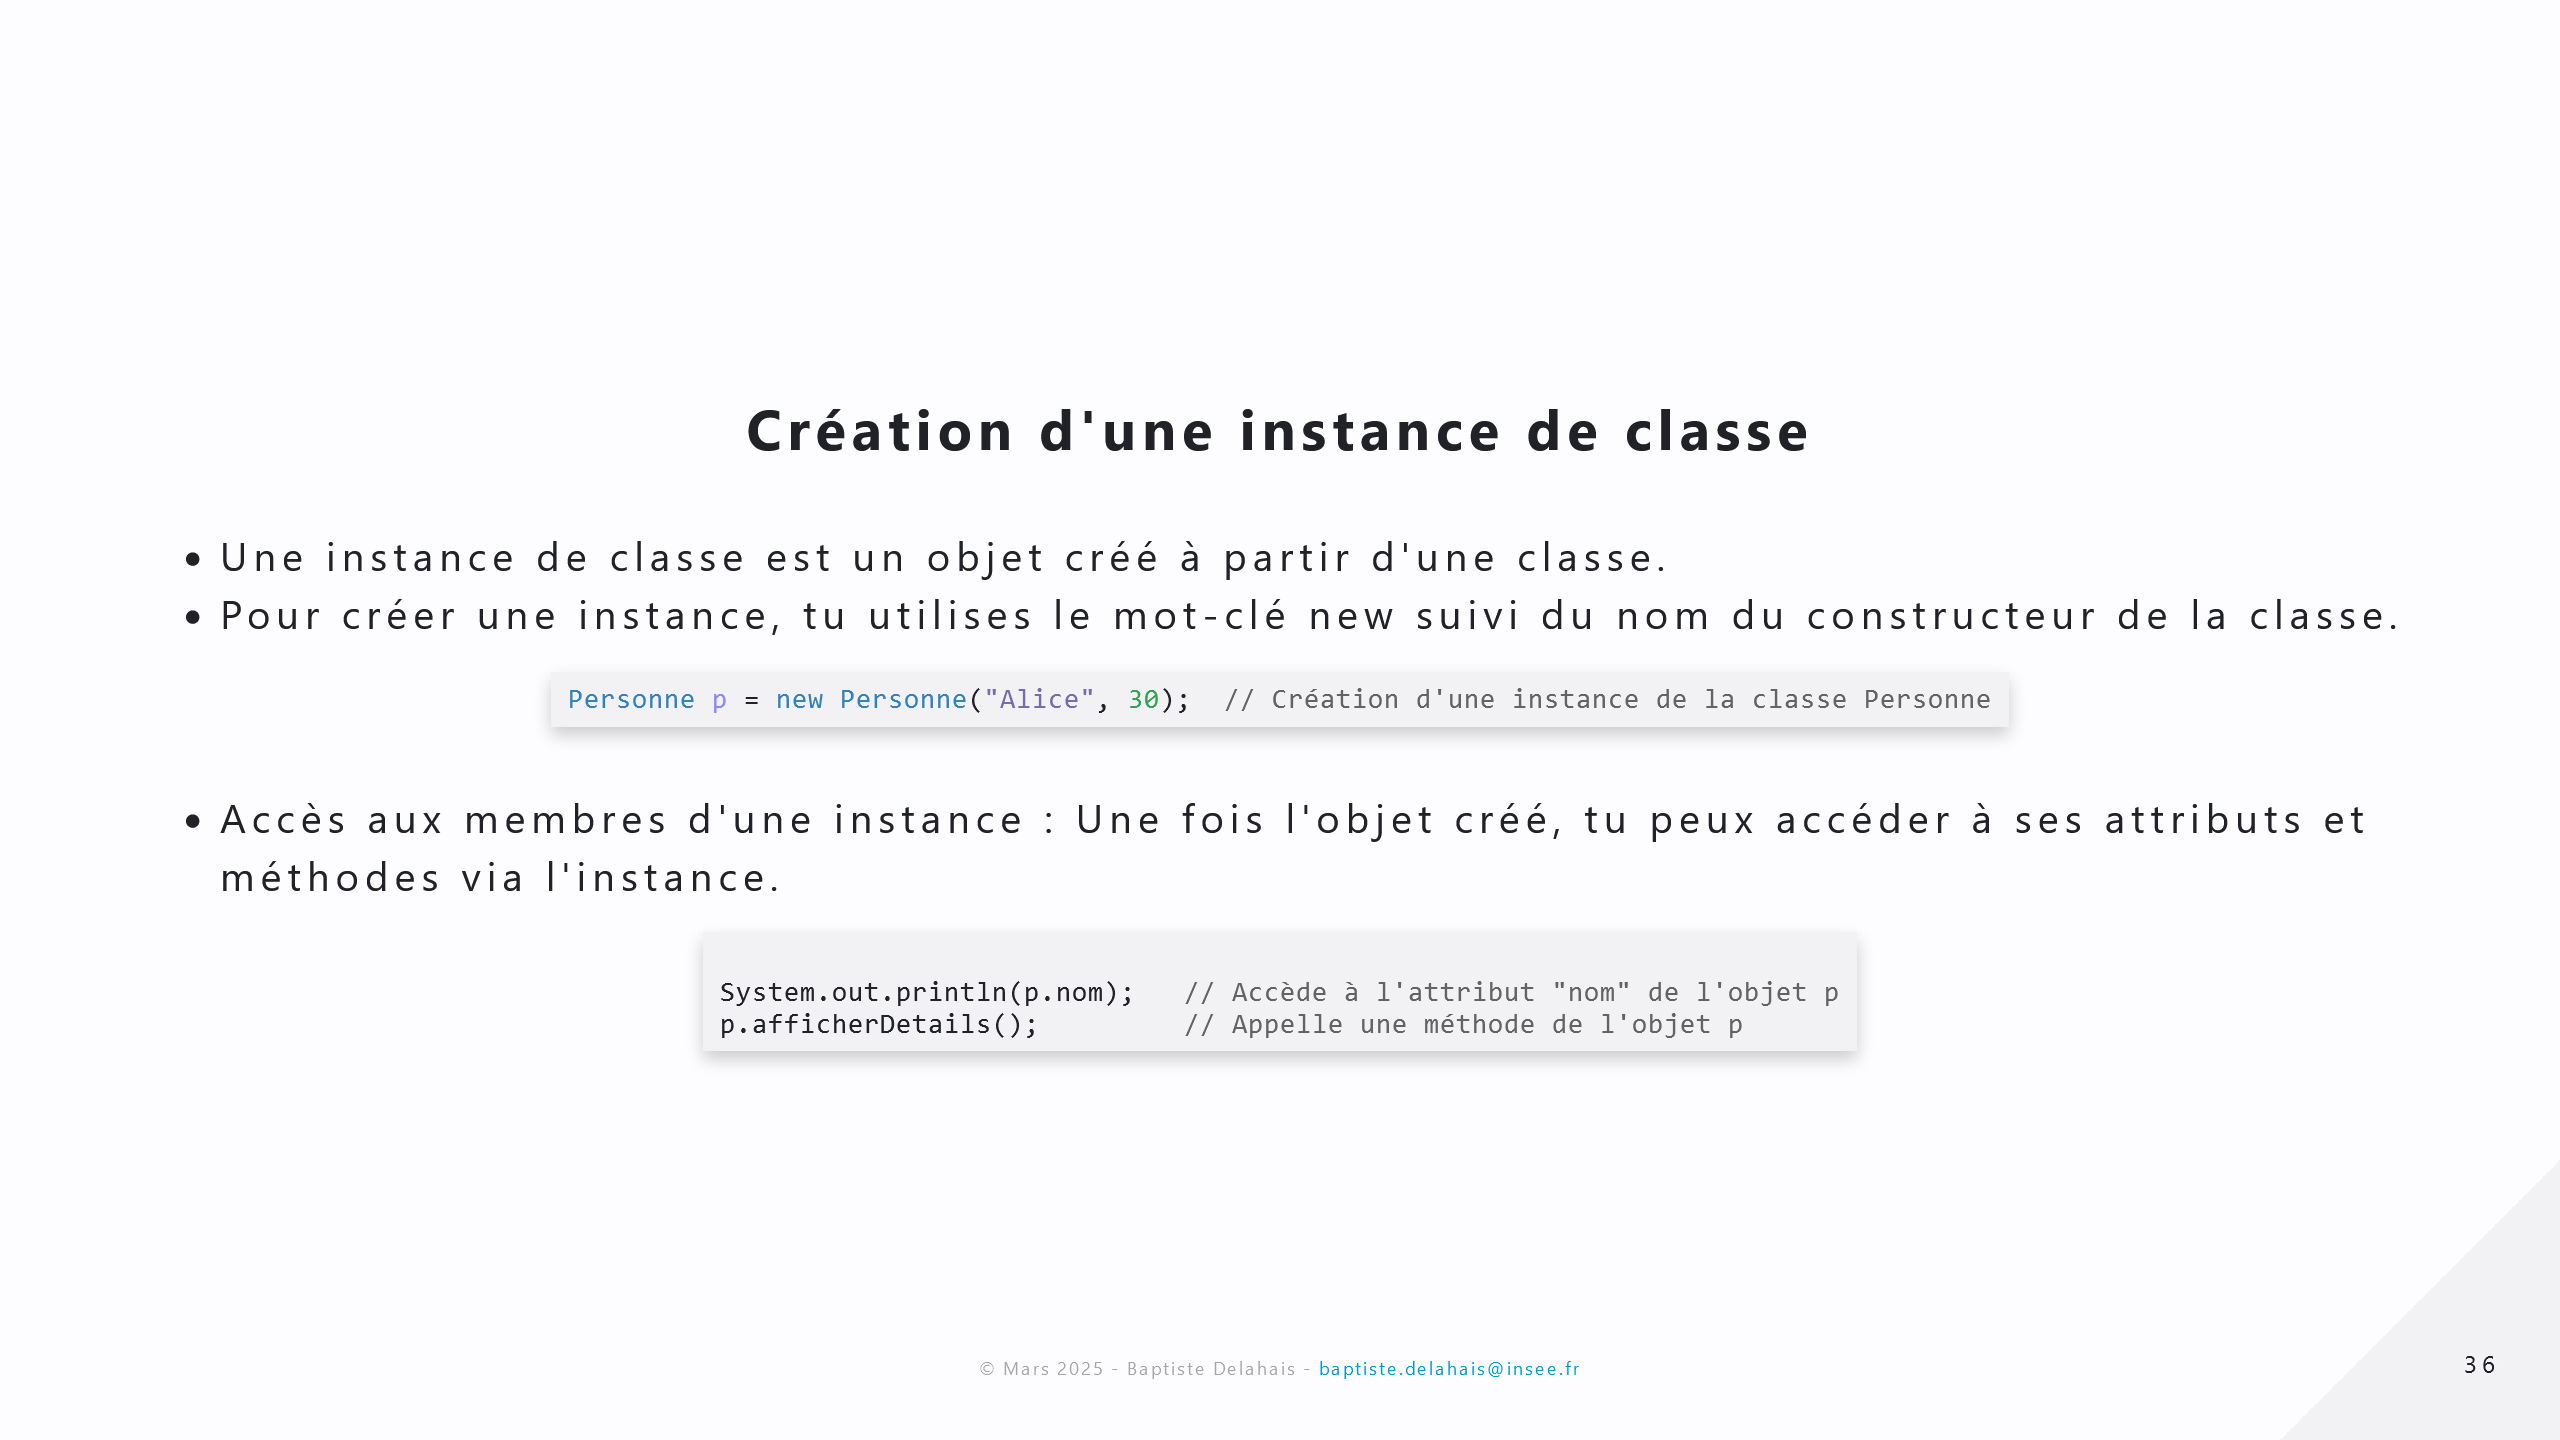 Création d'une instance de classe
• Une instance de classe est un objet créé à partir d'une classe.
• Pour créer une instance, tu utilises le mot-clé new suivi du nom du constructeur de la classe.
Personne p = new Personne("Alice", 30);  // Création d'une instance de la classe Personne
• Accès aux membres d'une instance : Une fois l'objet créé, tu peux accéder à ses attributs et
méthodes via l'instance.
System.out.println(p.nom);   // Accède à l'attribut "nom" de l'objet p
p.afficherDetails();         // Appelle une méthode de l'objet p
© Mars 2025 - Baptiste Delahais - baptiste.delahais@insee.fr
36